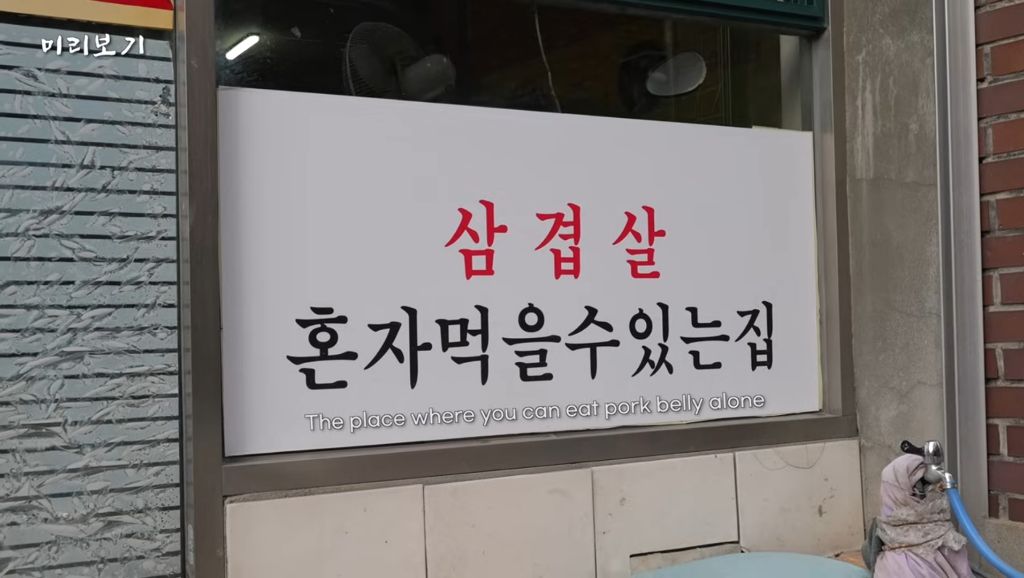 미리보기
삼겹살
혼자먹을수있는집
The place where you can eat pork belly alone